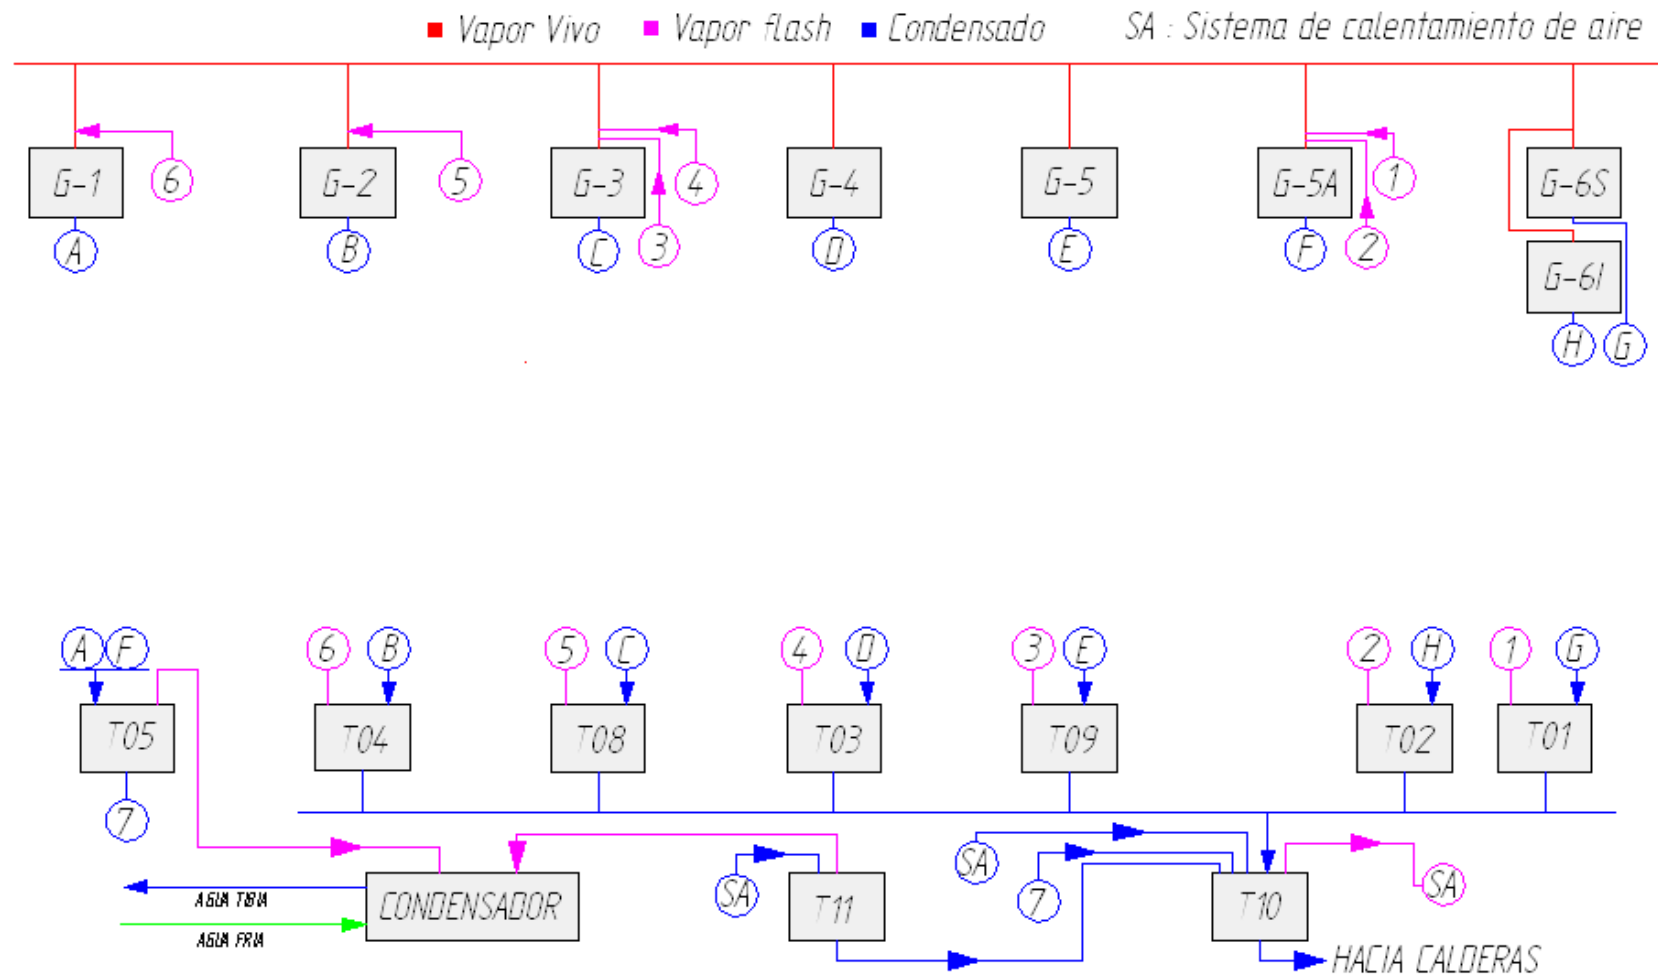 Vapor Vivo Vapor flash Condensado SA : Sistema de calentamiento de aire
G-1 6 G-2 5 G-3 4 G-4 G-5 G-5A 1 G-6S
A B C 3 D E F 2 G-6I
H G
A F 6 B 5 C 4 D 3 E 2 H 1 G
T05 T04 T08 T03 T09 T02 T01
7
SA SA SA
AGUA TIBIA CONDENSADOR T11 7 T10
AGUA FRIA
HACIA CALDERAS